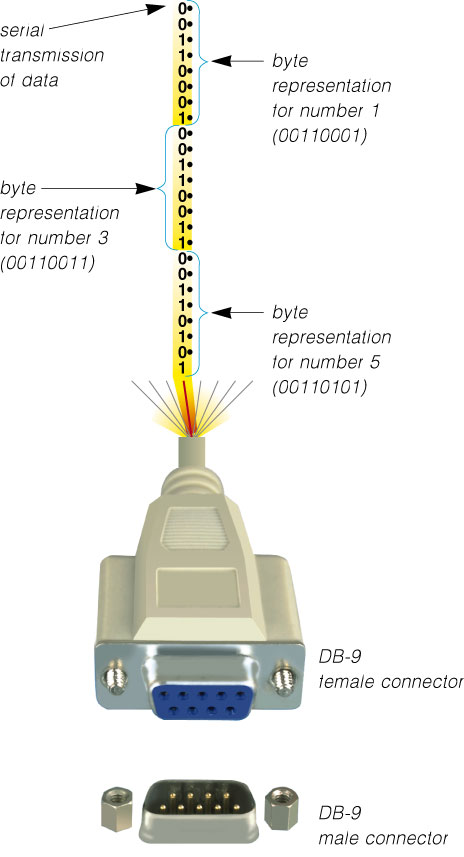 serial
transmission
of data
0
0
1
1
0
0
0
1
byte
representation
for number 1
(00110001)
0
0
1
1
0
0
1
1
byte
representation
for number 3
(00110011)
0
0
1
1
0
1
0
1
byte
representation
for number 5
(00110101)
DB-9
female connector
DB-9
male connector